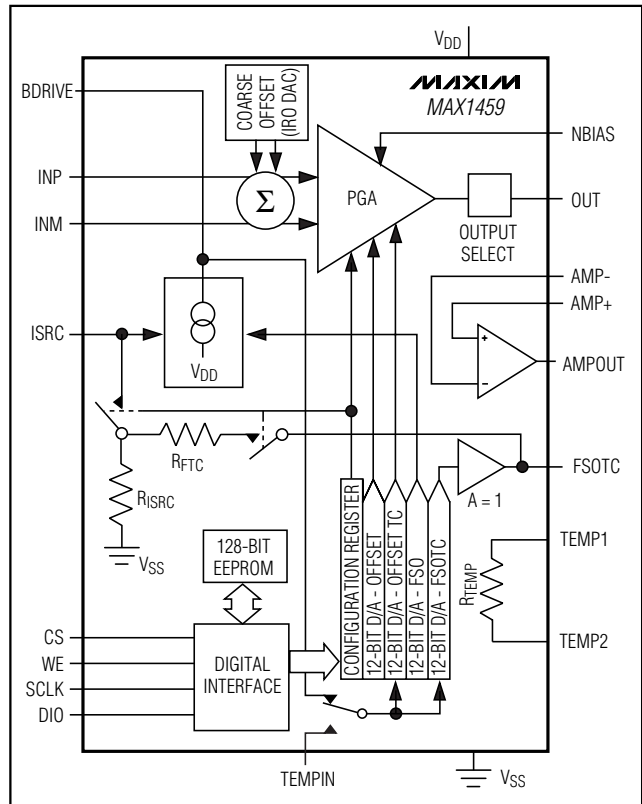 VDD
BDRIVE
COARSE
OFFSET
(IRO DAC)
MAXIM
MAX1459
NBIAS
INP
INM
Σ
PGA
OUT
OUTPUT
SELECT
AMP-
AMP+
ISRC
VDD
+
−
AMPOUT
RFTC
FSOTC
A = 1
RISRC
VSS
128-BIT
EEPROM
CONFIGURATION REGISTER
12-BIT D/A - OFFSET
12-BIT D/A - OFFSET TC
12-BIT D/A - FSO
12-BIT D/A - FSOTC
TEMP1
RTEMP
TEMP2
CS
WE
SCLK
DIO
DIGITAL
INTERFACE
TEMPIN
VSS